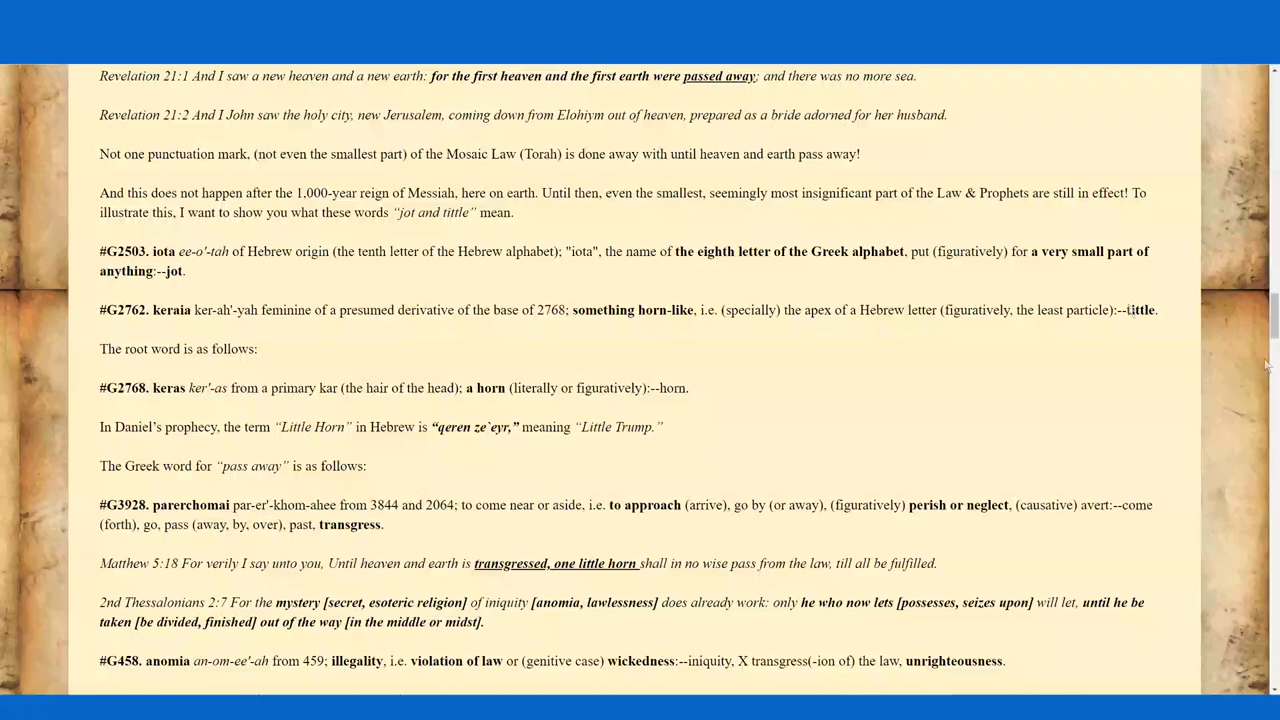 Revelation 21:1 And I saw a new heaven and a new earth: for the first heaven and the first earth were passed away; and there was no more sea.
Revelation 21:2 And I John saw the holy city, new Jerusalem, coming down from Elohiym out of heaven, prepared as a bride adorned for her husband.
Not one punctuation mark, (not even the smallest part) of the Mosaic Law (Torah) is done away with until heaven and earth pass away!
And this does not happen after the 1,000-year reign of Messiah, here on earth. Until then, even the smallest, seemingly most insignificant part of the Law & Prophets are still in effect! To
illustrate this, I want to show you what these words “jot and tittle” mean.
#G2503. iota ee-o'-tah of Hebrew origin (the tenth letter of the Hebrew alphabet); "iota", the name of the eighth letter of the Greek alphabet, put (figuratively) for a very small part of
anything:--jot.
#G2762. keraia ker-ah'-yah feminine of a presumed derivative of the base of 2768; something horn-like, i.e. (specially) the apex of a Hebrew letter (figuratively, the least particle):--tittle.
The root word is as follows:
#G2768. keras ker'-as from a primary kar (the hair of the head); a horn (literally or figuratively):--horn.
In Daniel’s prophecy, the term “Little Horn” in Hebrew is “qeren ze`eyr,” meaning “Little Trump.”
The Greek word for “pass away” is as follows:
#G3928. parerchomai par-er'-khom-ahee from 3844 and 2064; to come near or aside, i.e. to approach (arrive), go by (or away), (figuratively) perish or neglect, (causative) avert:--come
(forth), go, pass (away, by, over), past, transgress.
Matthew 5:18 For verily I say unto you, Until heaven and earth is transgressed, one little horn shall in no wise pass from the law, till all be fulfilled.
2nd Thessalonians 2:7 For the mystery [secret, esoteric religion] of iniquity [anomia, lawlessness] does already work: only he who now lets [possesses, seizes upon] will let, until he be
taken [be divided, finished] out of the way [in the middle or midst].
#G458. anomia an-om-ee'-ah from 459; illegality, i.e. violation of law or (genitive case) wickedness:--iniquity, X transgress(-ion of) the law, unrighteousness.